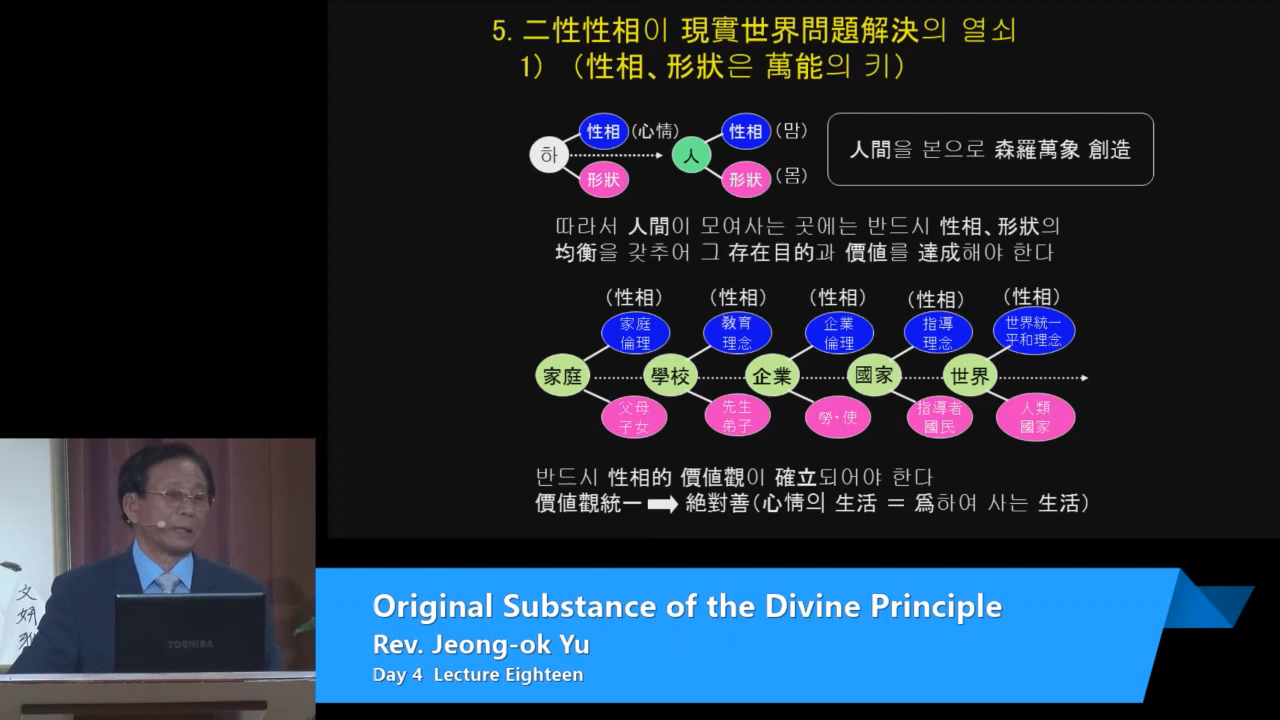 5. 二性性相이 現實世界問題解決의 열쇠
1) (性相、形狀은 萬能의 키)
하
性相
(心情)
形狀
人
性相
(맘)
形狀
(몸)
人間을 본으로 森羅萬象 創造
따라서 人間이 모여사는 곳에는 반드시 性相、形狀의
均衡을 갖추어 그 存在目的과 價値를 達成해야 한다
(性相) (性相) (性相) (性相) (性相)
家庭
倫理
敎育
理念
企業
倫理
指導
理念
世界統一
平和理念
家庭 學校 企業 國家 世界
父母
子女
先生
弟子
勞·使
指導者
國民
人類
國家
반드시 性相的 價値觀이 確立되어야 한다
價値觀統一 ➡ 絶對善(心情의 生活 = 爲하여 사는 生活)
文
TOSHIBA
Original Substance of the Divine Principle
Rev. Jeong-ok Yu
Day 4 Lecture Eighteen